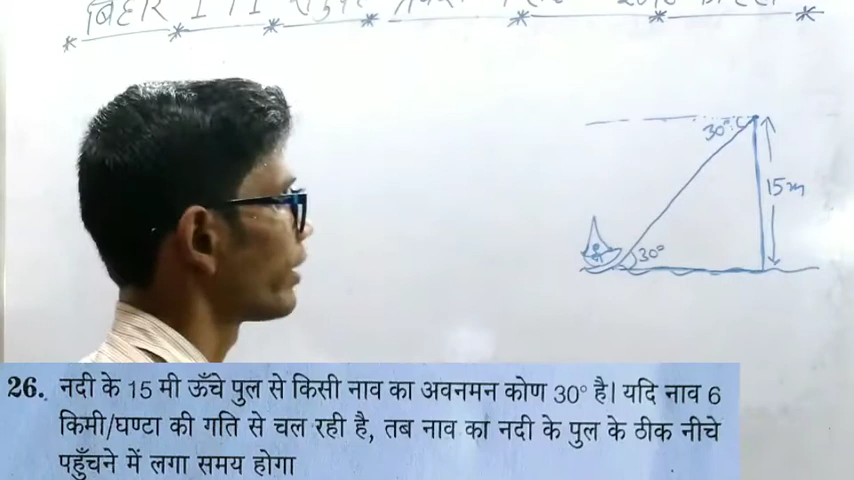 बिहार ITI
30°
15m
30°
26. नदी के 15 मी ऊँचे पुल से किसी नाव का अवनमन कोण 30° है। यदि नाव 6
किमी/घण्टा की गति से चल रही है, तब नाव का नदी के पुल के ठीक नीचे
पहुँचने में लगा समय होगा